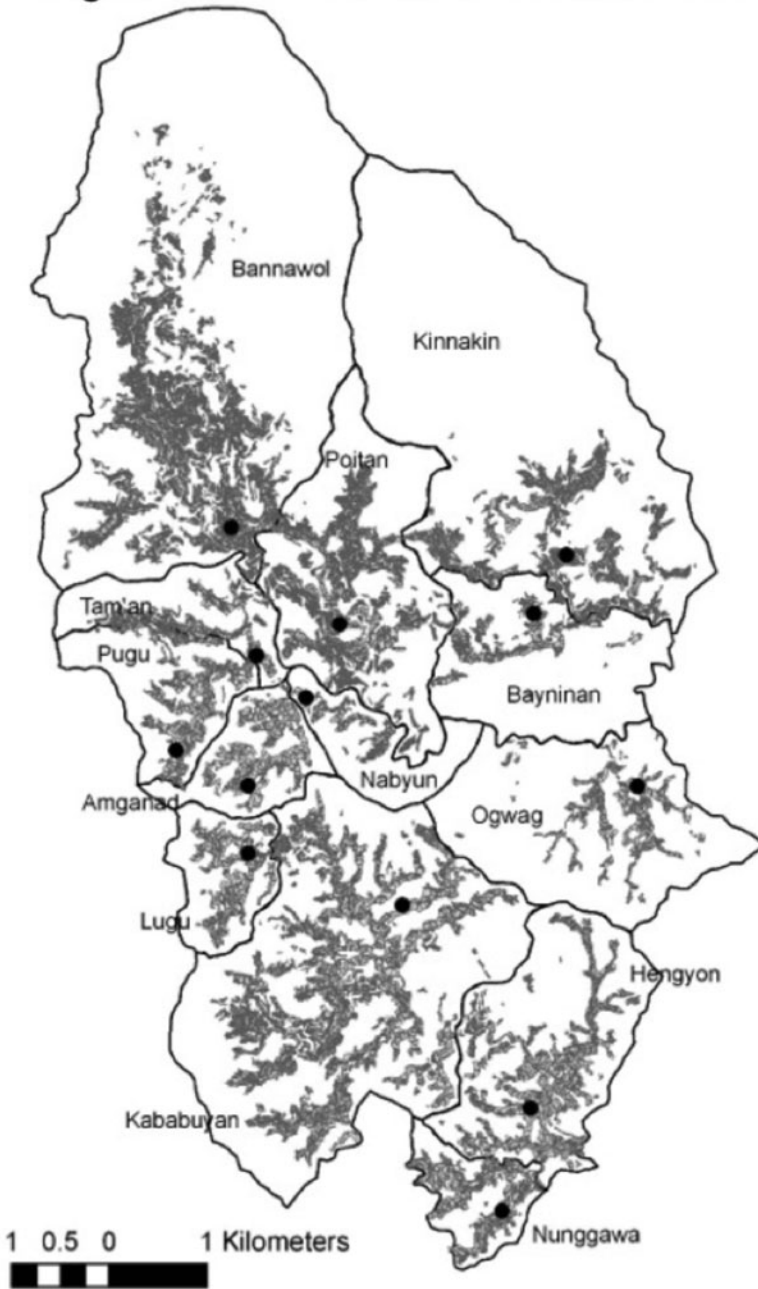 Bannawol
Kinnakin
Poitan
Tam'an
Pugu
Bayninan
Nabyun
Amganad
Ogwag
Lugu
Hengyon
Kababuyan
Nunggawa
1 0.5 0 1 Kilometers